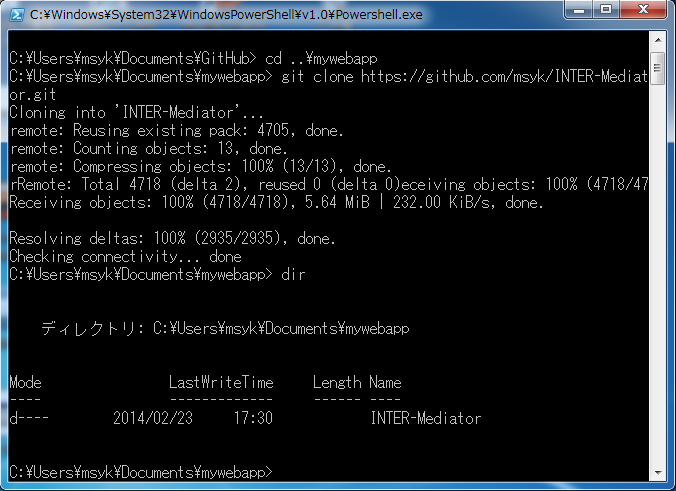 C:¥Windows¥System32¥WindowsPowerShell¥v1.0¥Powershell.exe
C:¥Users¥msyk¥Documents¥GitHub> cd ..¥mywebapp
C:¥Users¥msyk¥Documents¥mywebapp> git clone https://github.com/msyk/INTER-Mediat
or.git
Cloning into 'INTER-Mediator'...
remote: Reusing existing pack: 4705, done.
remote: Counting objects: 13, done.
remote: Compressing objects: 100% (13/13), done.
rRemote: Total 4718 (delta 2), reused 0 (delta 0)eceiving objects: 100% (4718/47
Receiving objects: 100% (4718/4718), 5.64 MiB | 232.00 KiB/s, done.
Resolving deltas: 100% (2935/2935), done.
Checking connectivity... done
C:¥Users¥msyk¥Documents¥mywebapp> dir
ディレクトリ: C:¥Users¥msyk¥Documents¥mywebapp
Mode                LastWriteTime     Length Name
----                -------------     ------ ----
d----        2014/02/23     17:30            INTER-Mediator
C:¥Users¥msyk¥Documents¥mywebapp>